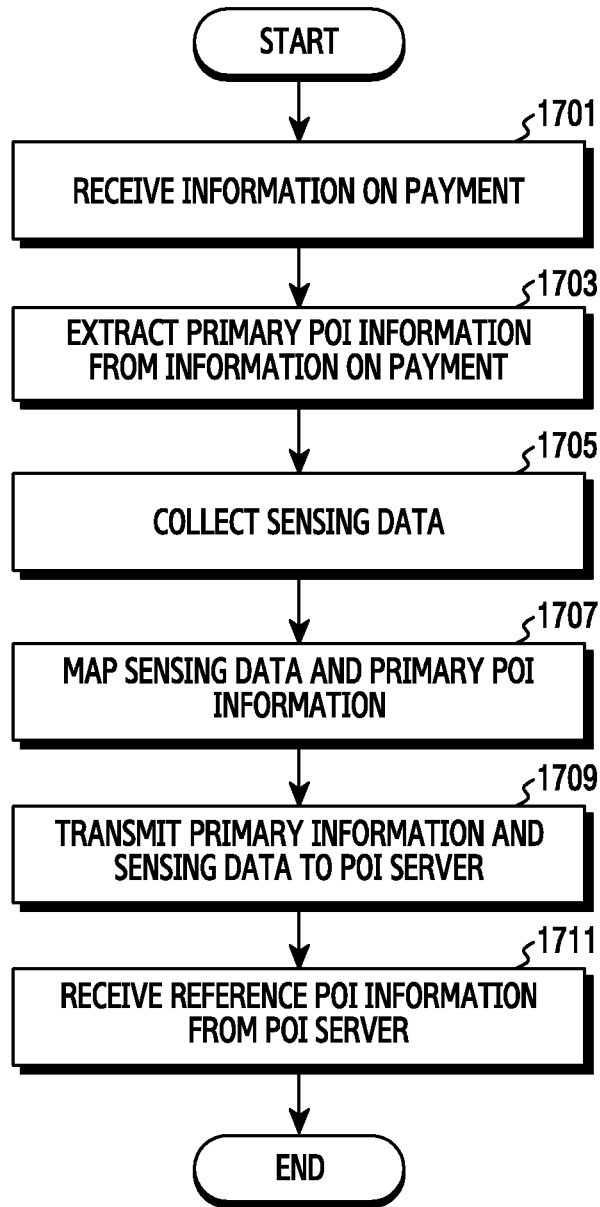 START
1701
RECEIVE INFORMATION ON PAYMENT
1703
EXTRACT PRIMARY POI INFORMATION
FROM INFORMATION ON PAYMENT
1705
COLLECT SENSING DATA
1707
MAP SENSING DATA AND PRIMARY POI
INFORMATION
1709
TRANSMIT PRIMARY INFORMATION AND
SENSING DATA TO POI SERVER
1711
RECEIVE REFERENCE POI INFORMATION
FROM POI SERVER
END